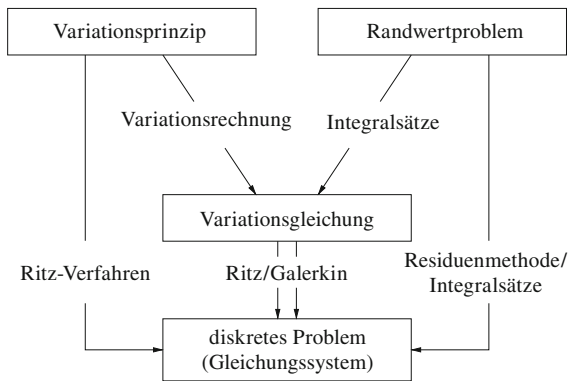 Variationsprinzip
Randwertproblem
Variationsrechnung
Integralsätze
Variationsgleichung
Ritz-Verfahren
Ritz/Galerkin
Residuenmethode/
Integralsätze
diskretes Problem
(Gleichungssystem)